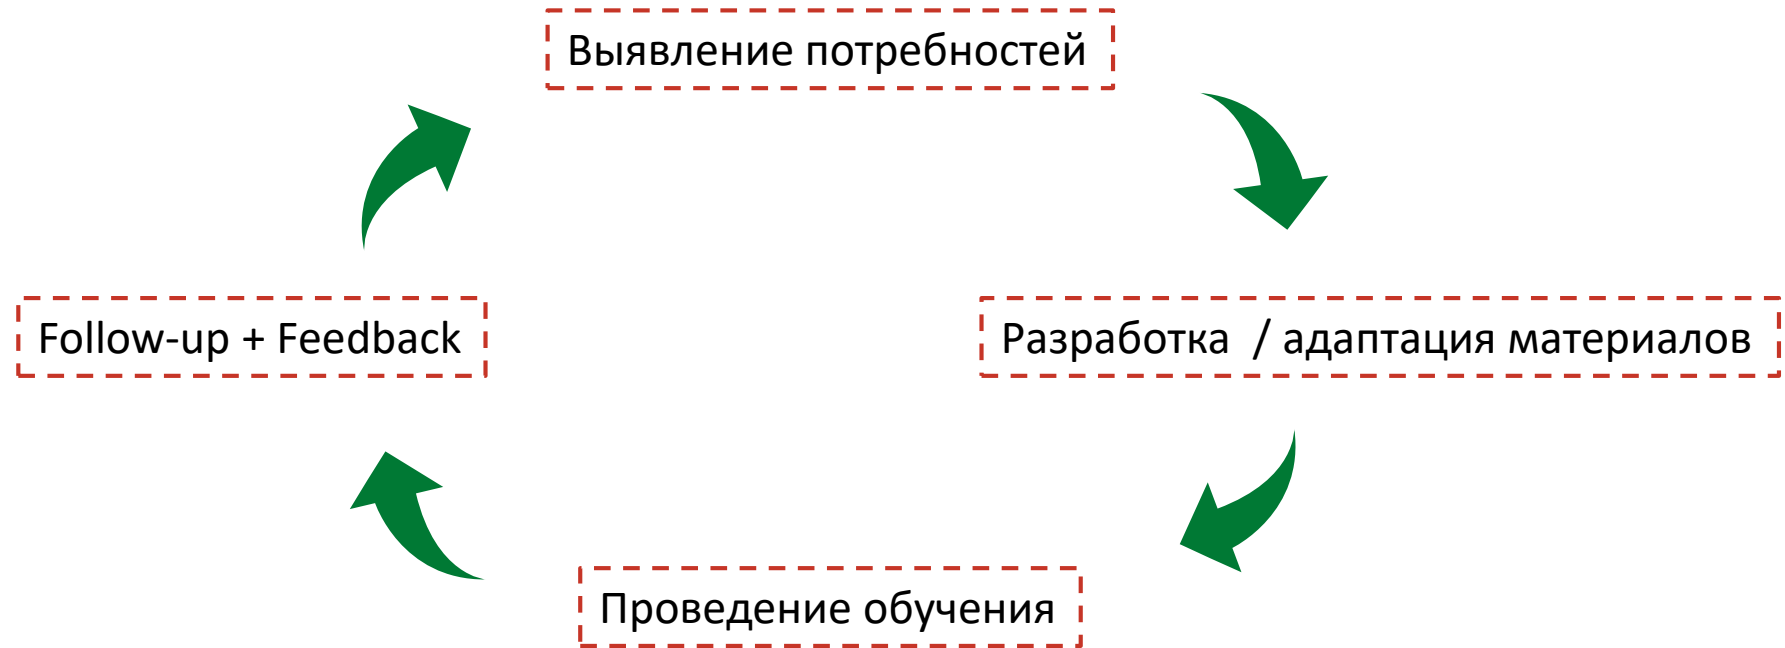 Выявление потребностей
Follow-up + Feedback
Разработка / адаптация материалов
Проведение обучения